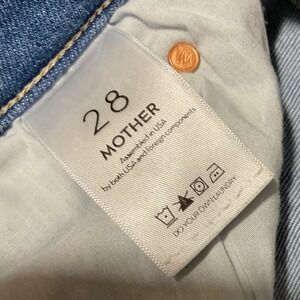 28
MOTHER
Assembled in USA
by both USA and foreign components
DO YOUR OWN LAUNDRY